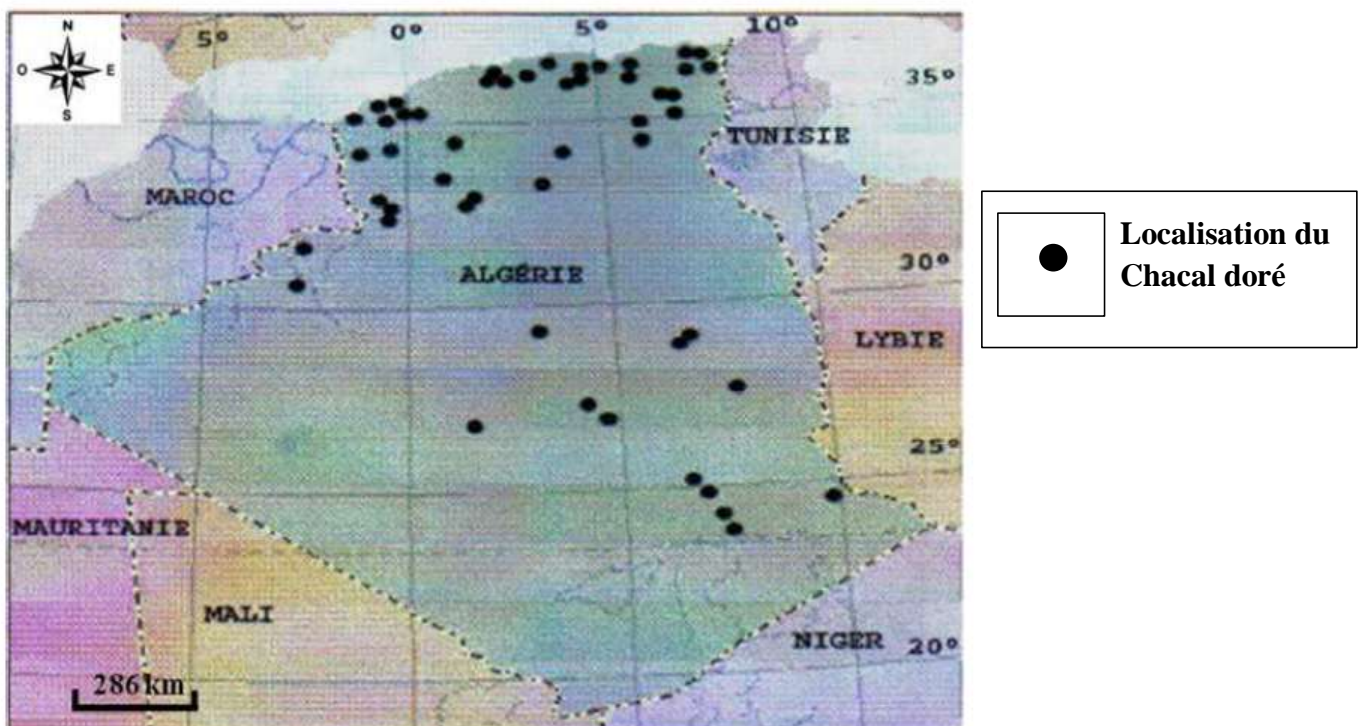 N
O E
S
5° 0° 5° 10°
35°
TUNISIE
MAROC
ALGÉRIE
30°
LYBIE
25°
MAURITANIE
MALI
NIGER 20°
286 km
Localisation du
Chacal doré